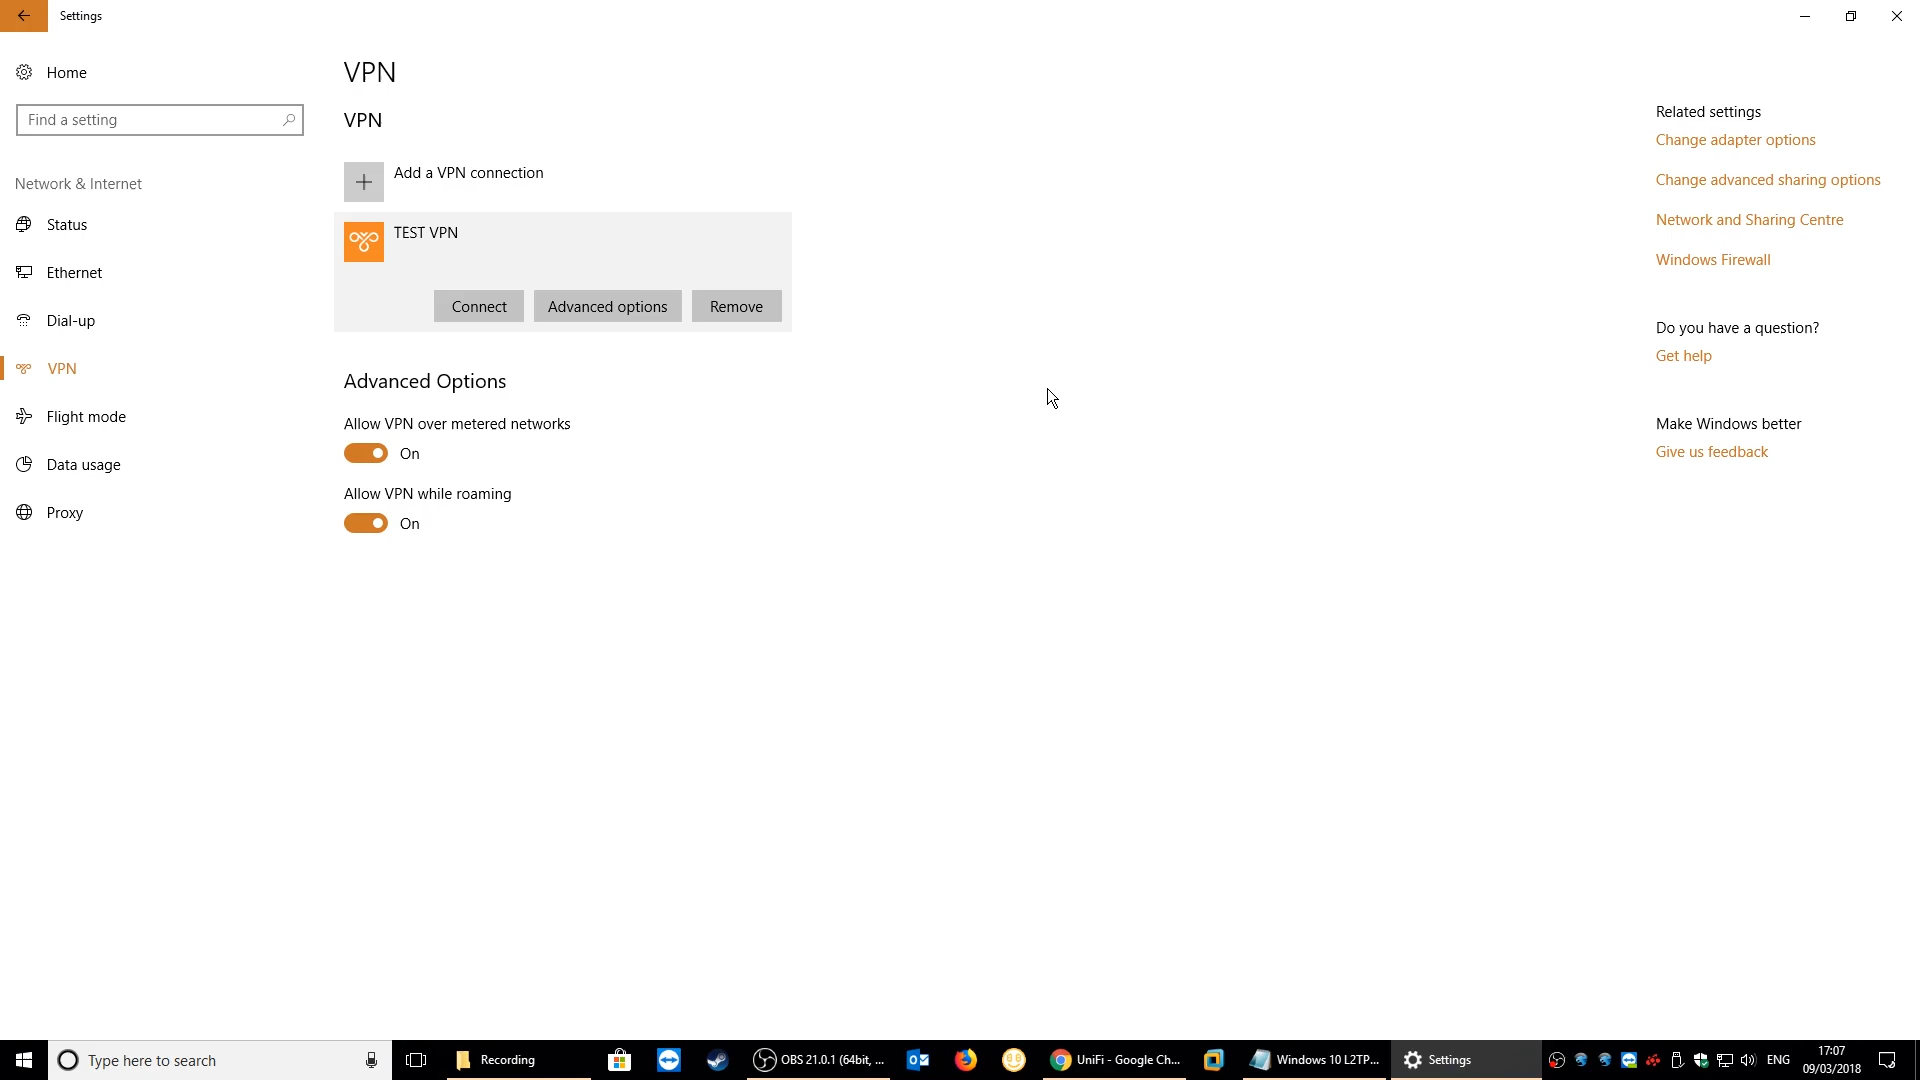 Settings
Home
Find a setting
Network & Internet
Status
Ethernet
Dial-up
VPN
Flight mode
Data usage
Proxy
VPN
VPN
Add a VPN connection
TEST VPN
Connect
Advanced options
Remove
Advanced Options
Allow VPN over metered networks
On
Allow VPN while roaming
On
Related settings
Change adapter options
Change advanced sharing options
Network and Sharing Centre
Windows Firewall
Do you have a question?
Get help
Make Windows better
Give us feedback
Type here to search
Recording
OBS 21.0.1 (64bit, ...
UniFi - Google Ch...
Windows 10 L2TP...
Settings
ENG
17:07
09/03/2018